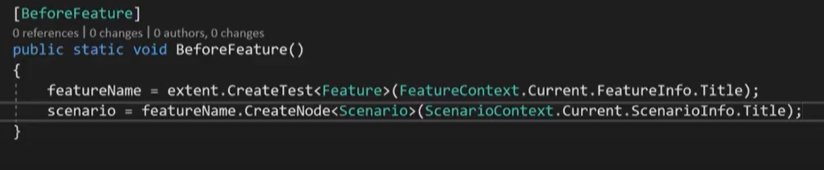 [BeforeFeature]
0 references | 0 changes | 0 authors, 0 changes
public static void BeforeFeature()
{
featureName = extent.CreateTest<Feature>(FeatureContext.Current.FeatureInfo.Title);
scenario = featureName.CreateNode<Scenario>(ScenarioContext.Current.ScenarioInfo.Title);
}